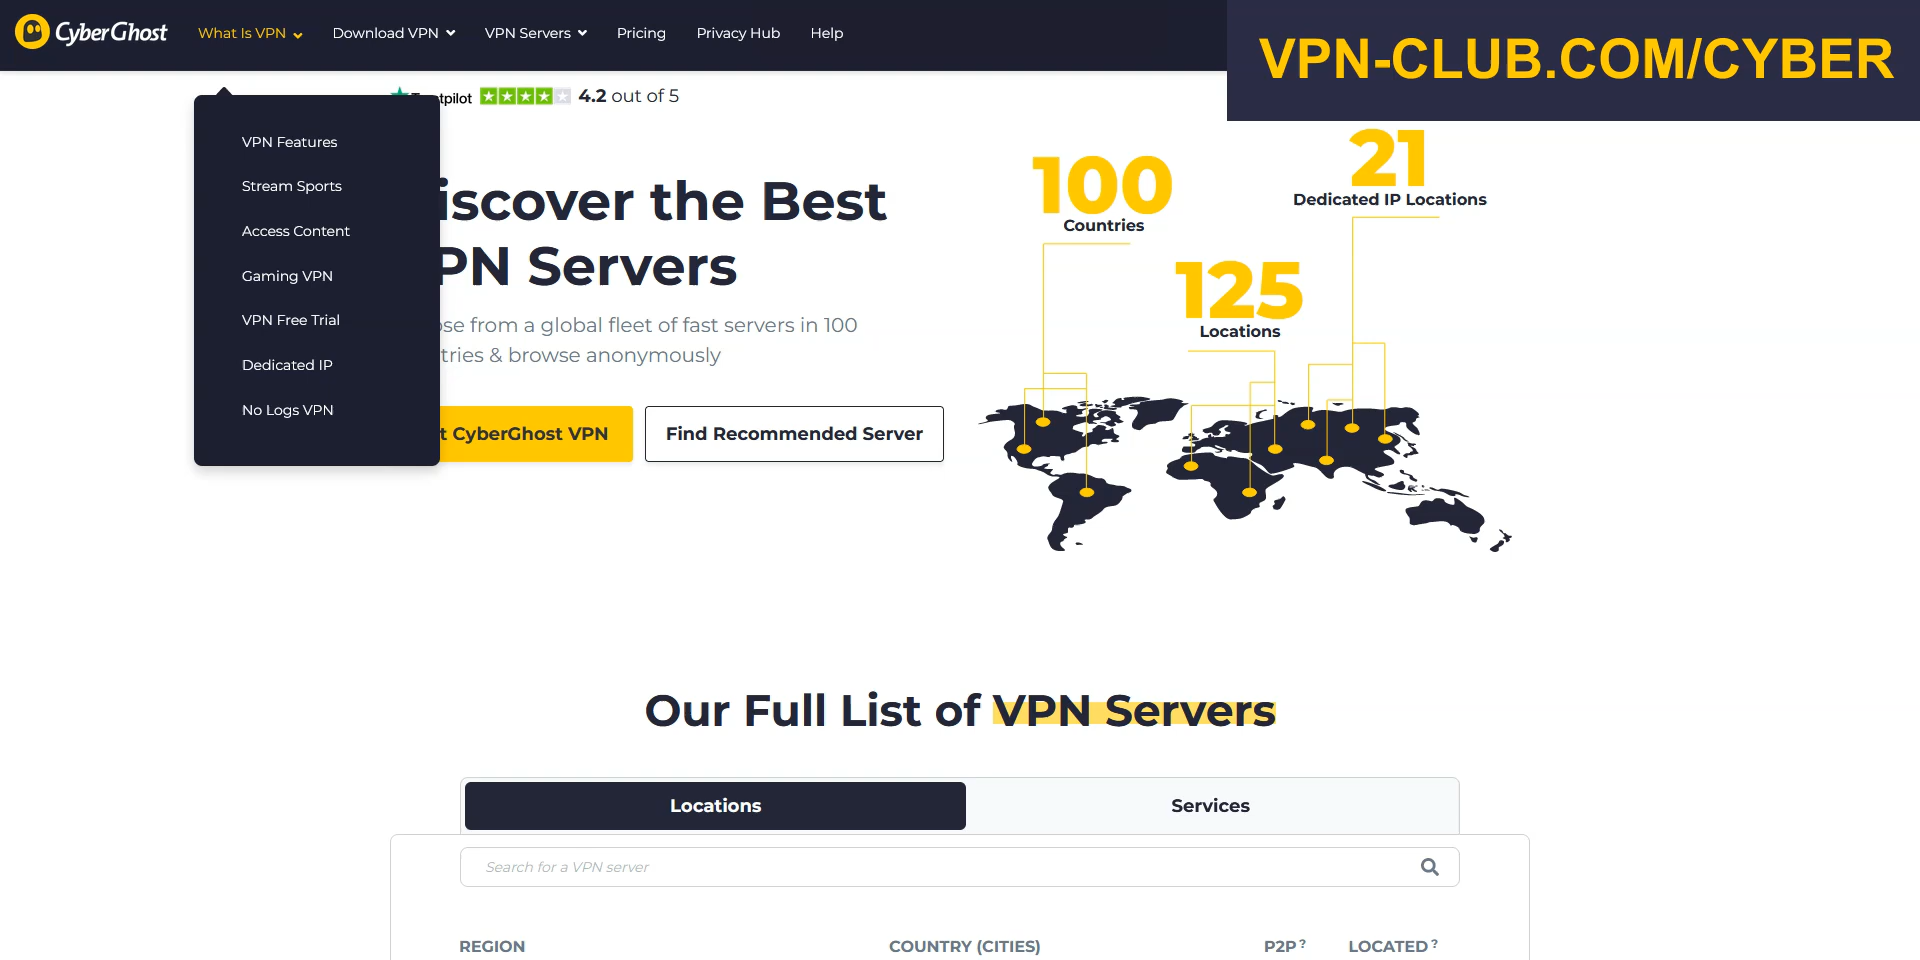 CyberGhost
What Is VPN
Download VPN
VPN Servers
Pricing
Privacy Hub
Help
VPN-CLUB.COM/CYBER
tpilot
4.2 out of 5
VPN Features
Stream Sports
Access Content
Gaming VPN
VPN Free Trial
Dedicated IP
No Logs VPN
iscover the Best
PN Servers
ose from a global fleet of fast servers in 100
tries & browse anonymously
t CyberGhost VPN
Find Recommended Server
100
Countries
125
Locations
21
Dedicated IP Locations
Our Full List of VPN Servers
Locations
Services
Search for a VPN server
REGION
COUNTRY (CITIES)
P2P ?
LOCATED ?